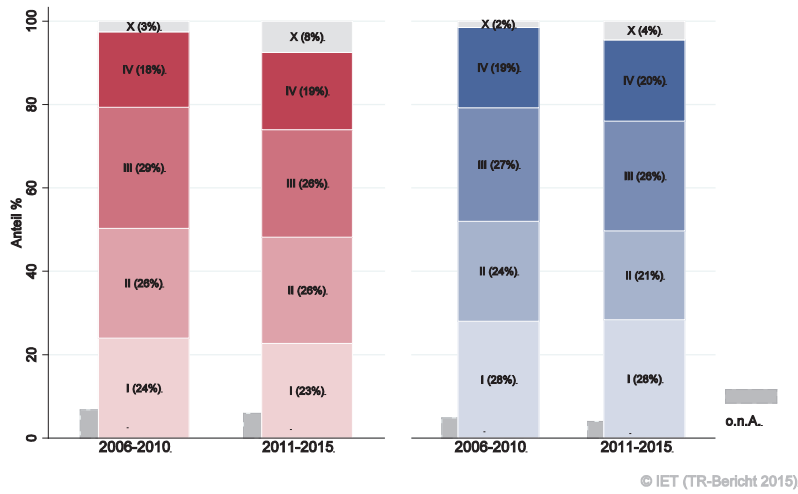 100
80
60
40
20
0
Anteil %
X (3%).
IV (18%).
III (29%).
II (26%).
I (24%).
2006-2010.
X (8%).
IV (19%).
III (26%).
II (26%).
I (23%).
2011-2015.
X (2%).
IV (19%).
III (27%).
II (24%).
I (28%).
2006-2010.
X (4%).
IV (20%).
III (26%).
II (21%).
I (28%).
2011-2015.
o.n.A..
© IET (TR-Bericht 2015)